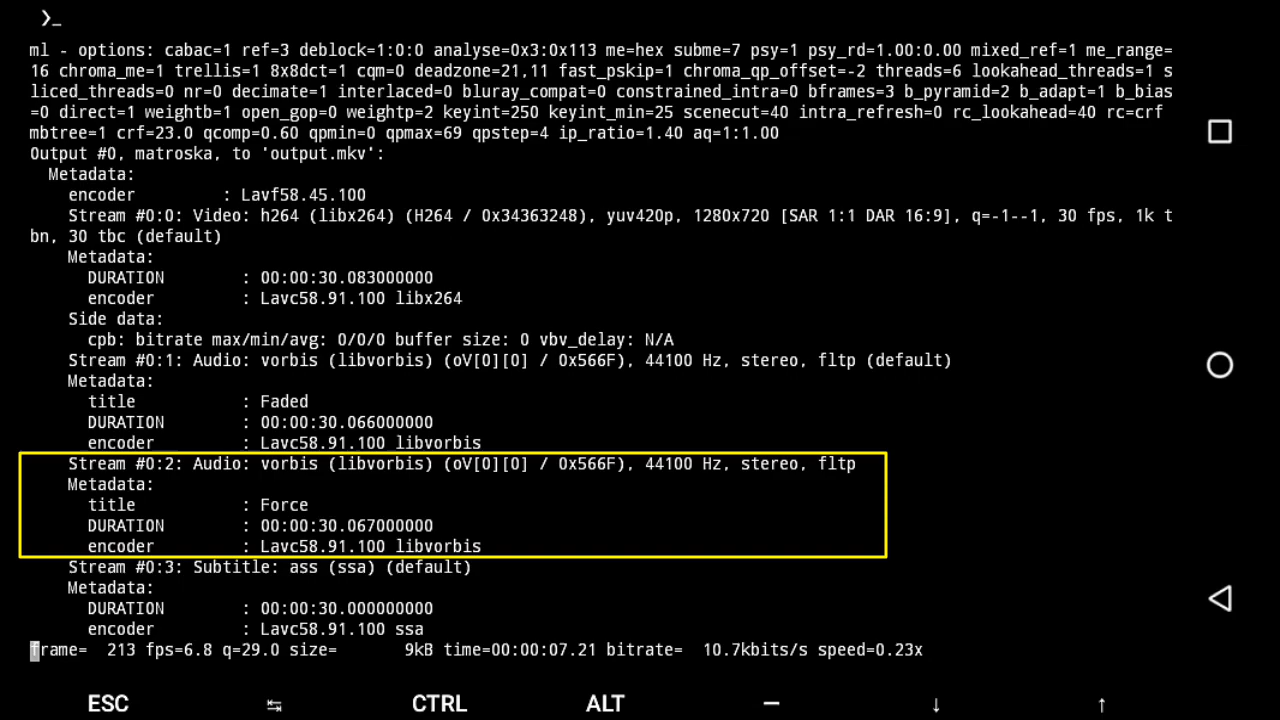 ❯_
ml - options: cabac=1 ref=3 deblock=1:0:0 analyse=0x3:0x113 me=hex subme=7 psy=1 psy_rd=1.00:0.00 mixed_ref=1 me_range=
16 chroma_me=1 trellis=1 8x8dct=1 cqm=0 deadzone=21,11 fast_pskip=1 chroma_qp_offset=-2 threads=6 lookahead_threads=1 s
liced_threads=0 nr=0 decimate=1 interlaced=0 bluray_compat=0 constrained_intra=0 bframes=3 b_pyramid=2 b_adapt=1 b_bias
=0 direct=1 weightb=1 open_gop=0 weightp=2 keyint=250 keyint_min=25 scenecut=40 intra_refresh=0 rc_lookahead=40 rc=crf
mbtree=1 crf=23.0 qcomp=0.60 qpmin=0 qpmax=69 qpstep=4 ip_ratio=1.40 aq=1:1.00
Output #0, matroska, to 'output.mkv':
  Metadata:
    encoder         : Lavf58.45.100
    Stream #0:0: Video: h264 (libx264) (H264 / 0x34363248), yuv420p, 1280x720 [SAR 1:1 DAR 16:9], q=-1--1, 30 fps, 1k t
bn, 30 tbc (default)
    Metadata:
      DURATION        : 00:00:30.083000000
      encoder         : Lavc58.91.100 libx264
    Side data:
      cpb: bitrate max/min/avg: 0/0/0 buffer size: 0 vbv_delay: N/A
    Stream #0:1: Audio: vorbis (libvorbis) (oV[0][0] / 0x566F), 44100 Hz, stereo, fltp (default)
    Metadata:
      title           : Faded
      DURATION        : 00:00:30.066000000
      encoder         : Lavc58.91.100 libvorbis
    Stream #0:2: Audio: vorbis (libvorbis) (oV[0][0] / 0x566F), 44100 Hz, stereo, fltp
    Metadata:
      title           : Force
      DURATION        : 00:00:30.067000000
      encoder         : Lavc58.91.100 libvorbis
    Stream #0:3: Subtitle: ass (ssa) (default)
    Metadata:
      DURATION        : 00:00:30.000000000
      encoder         : Lavc58.91.100 ssa
frame=  213 fps=6.8 q=29.0 size=       9kB time=00:00:07.21 bitrate=  10.7kbits/s speed=0.23x
ESC ↹ CTRL ALT — ↓ ↑